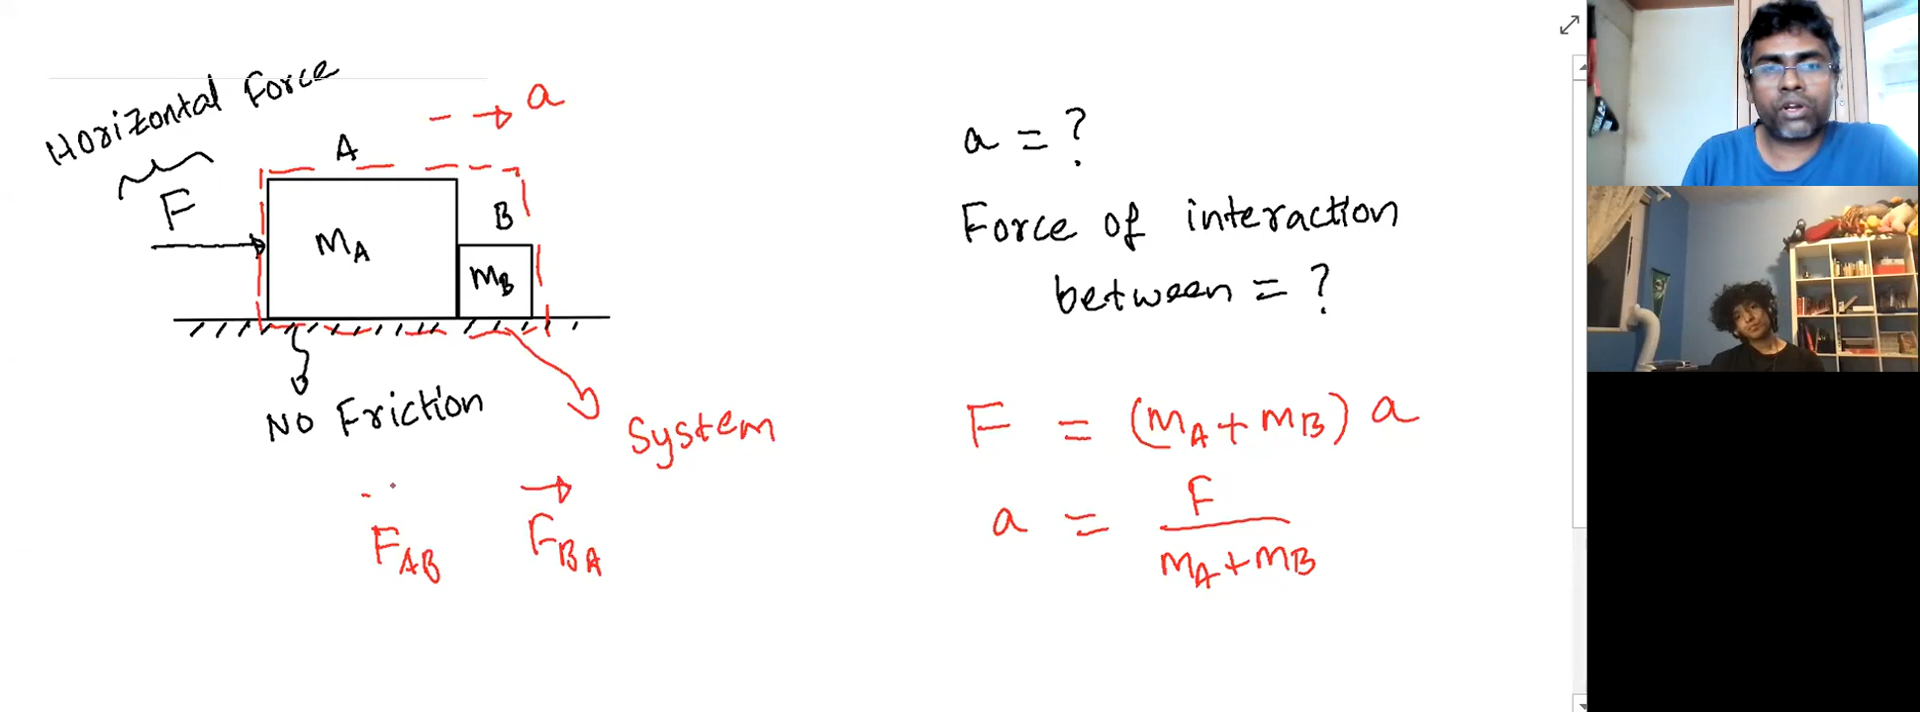 Horizontal Force
F
a
A
B
mA
mB
No Friction
System
FAB
FBA
a = ?
Force of interaction
between = ?
F = (mA + mB) a
a = F / mA + mB